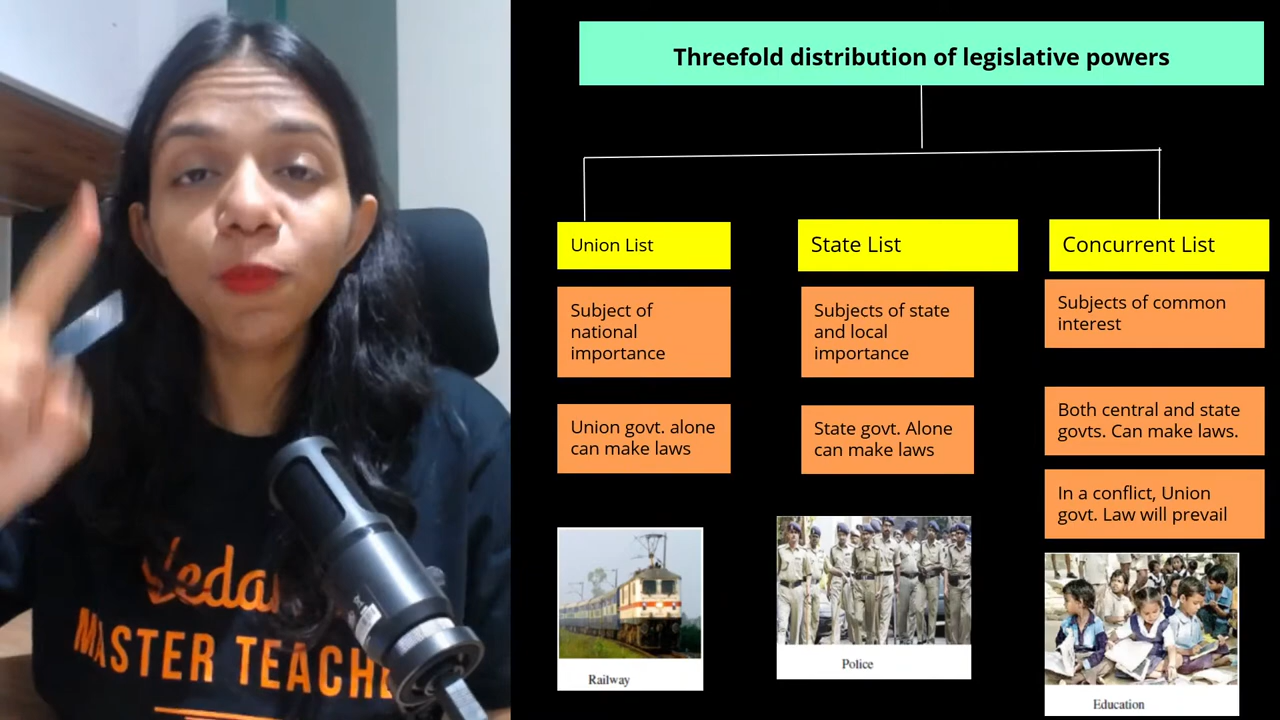 Threefold distribution of legislative powers
Union List
Subject of
national
importance
Union govt. alone
can make laws
Railway
State List
Subjects of state
and local
importance
State govt. Alone
can make laws
Police
Concurrent List
Subjects of common
interest
Both central and state
govts. Can make laws.
In a conflict, Union
govt. Law will prevail
Education
MASTER